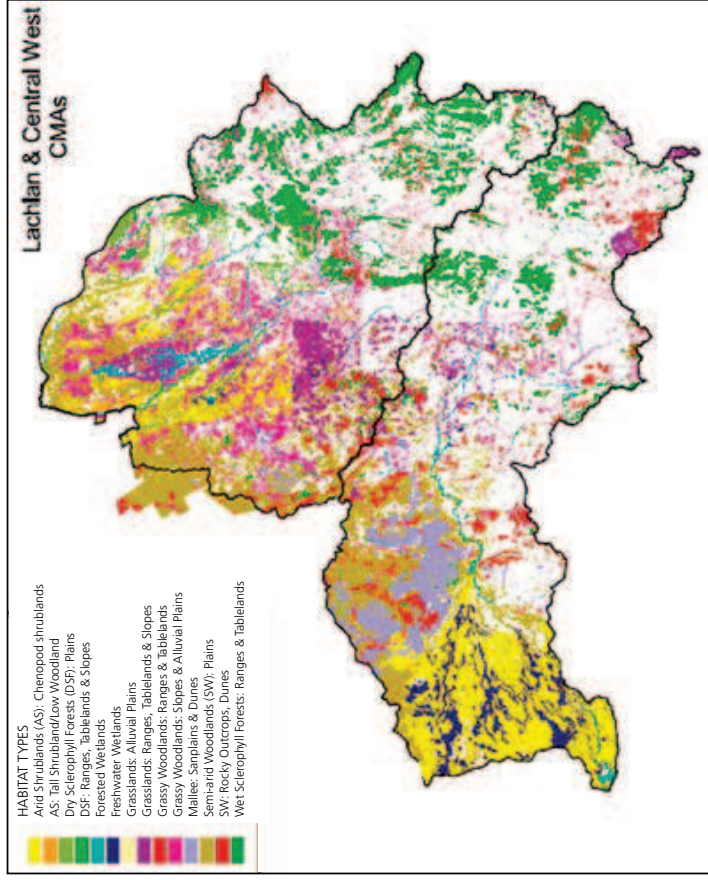 Lachlan & Central West
CMAs
HABITAT TYPES
Arid Shrublands (AS): Chenopod shrublands
AS: Tall Shrubland/Low Woodland
Dry Sclerophyll Forests (DSF): Plains
DSF: Ranges, Tablelands & Slopes
Forested Wetlands
Freshwater Wetlands
Grasslands: Alluvial Plains
Grasslands: Ranges, Tablelands & Slopes
Grassy Woodlands: Ranges & Tablelands
Grassy Woodlands: Slopes & Alluvial Plains
Mallee: Sanplains & Dunes
Semi-arid Woodlands (SW): Plains
SW: Rocky Outcrops, Dunes
Wet Sclerophyll Forests: Ranges & Tablelands